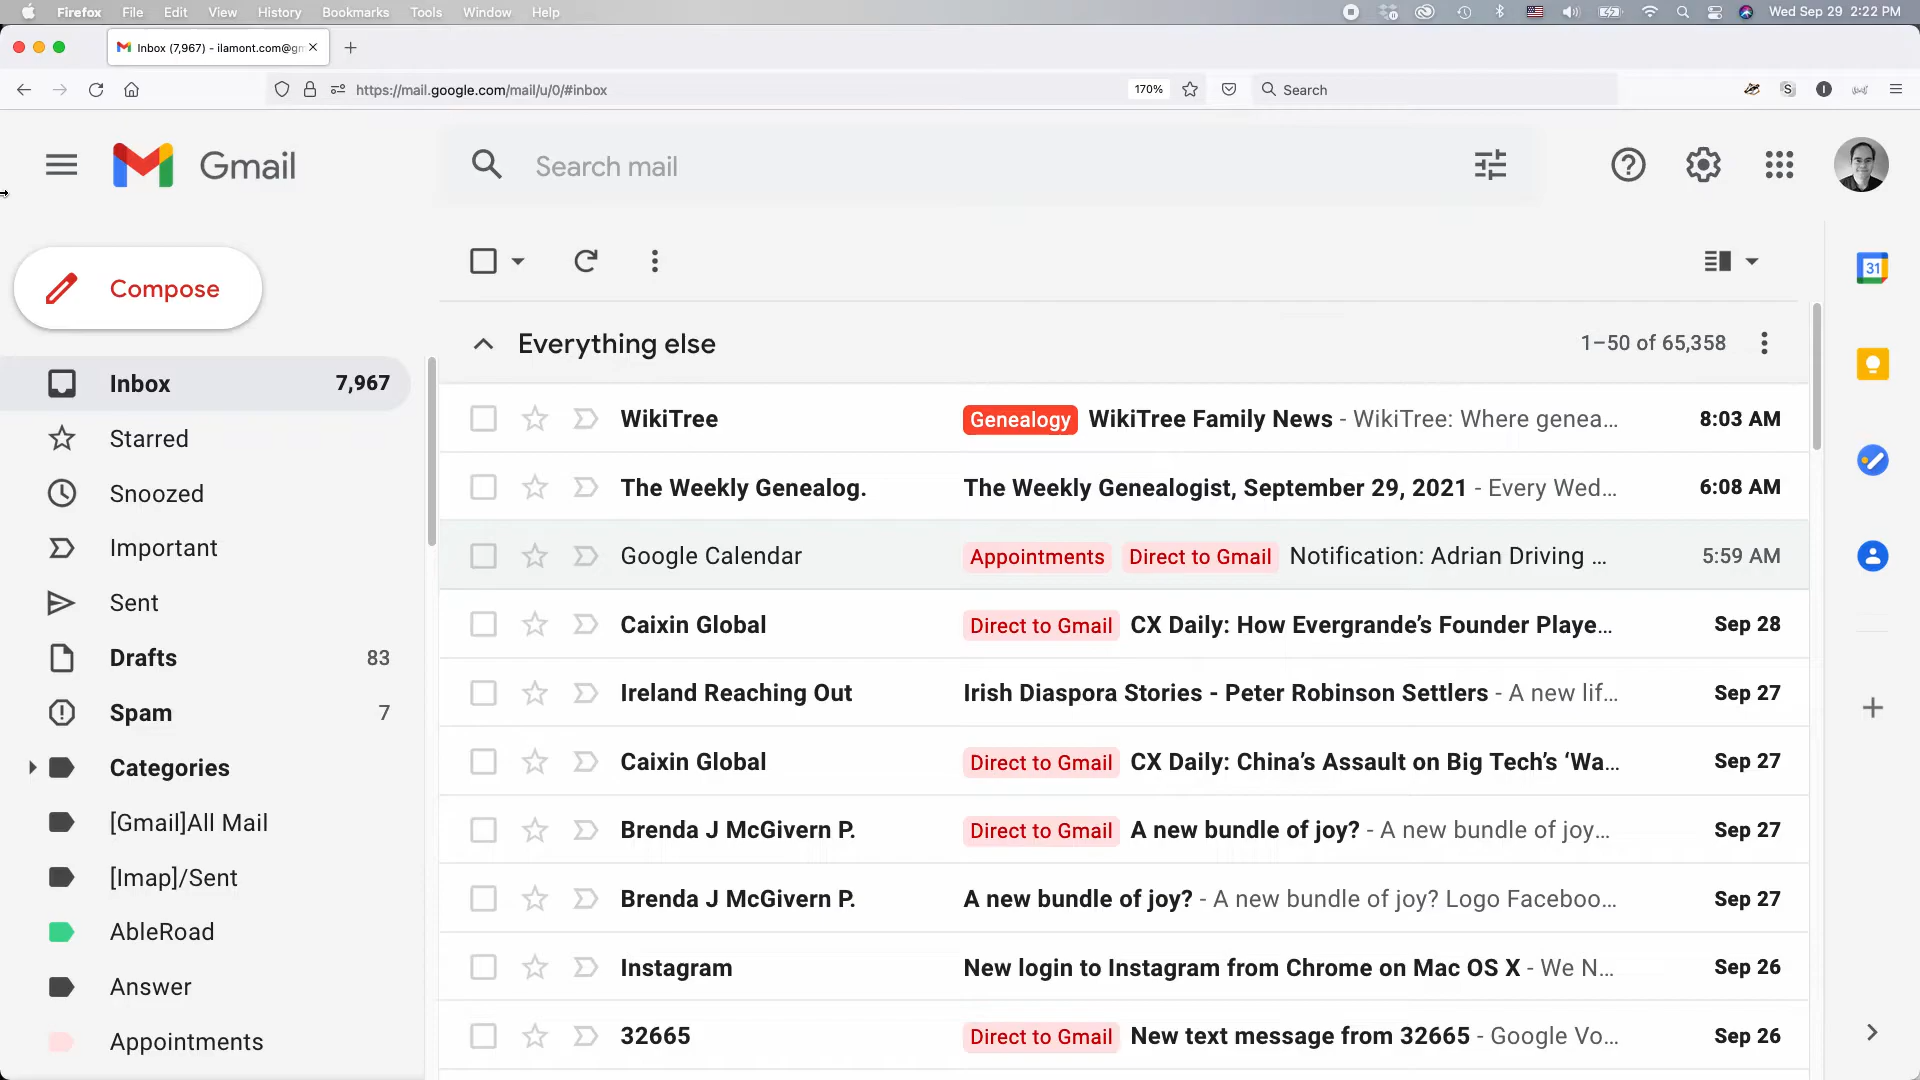 Firefox File Edit View History Bookmarks Tools Window Help Wed Sep 29 2:22 PM
Inbox (7,967) - ilamont.com@gm
https://mail.google.com/mail/u/0/#inbox 170% Search
Gmail Search mail
Compose
Everything else 1–50 of 65,358
Inbox 7,967
Starred
Snoozed
Important
Sent
Drafts 83
Spam 7
Categories
[Gmail]All Mail
[Imap]/Sent
AbleRoad
Answer
Appointments
WikiTree Genealogy WikiTree Family News - WikiTree: Where genea... 8:03 AM
The Weekly Genealog. The Weekly Genealogist, September 29, 2021 - Every Wed... 6:08 AM
Google Calendar Appointments Direct to Gmail Notification: Adrian Driving ... 5:59 AM
Caixin Global Direct to Gmail CX Daily: How Evergrande’s Founder Playe... Sep 28
Ireland Reaching Out Irish Diaspora Stories - Peter Robinson Settlers - A new lif... Sep 27
Caixin Global Direct to Gmail CX Daily: China’s Assault on Big Tech’s ‘Wa... Sep 27
Brenda J McGivern P. Direct to Gmail A new bundle of joy? - A new bundle of joy... Sep 27
Brenda J McGivern P. A new bundle of joy? - A new bundle of joy? Logo Faceboo... Sep 27
Instagram New login to Instagram from Chrome on Mac OS X - We N... Sep 26
32665 Direct to Gmail New text message from 32665 - Google Vo... Sep 26
31